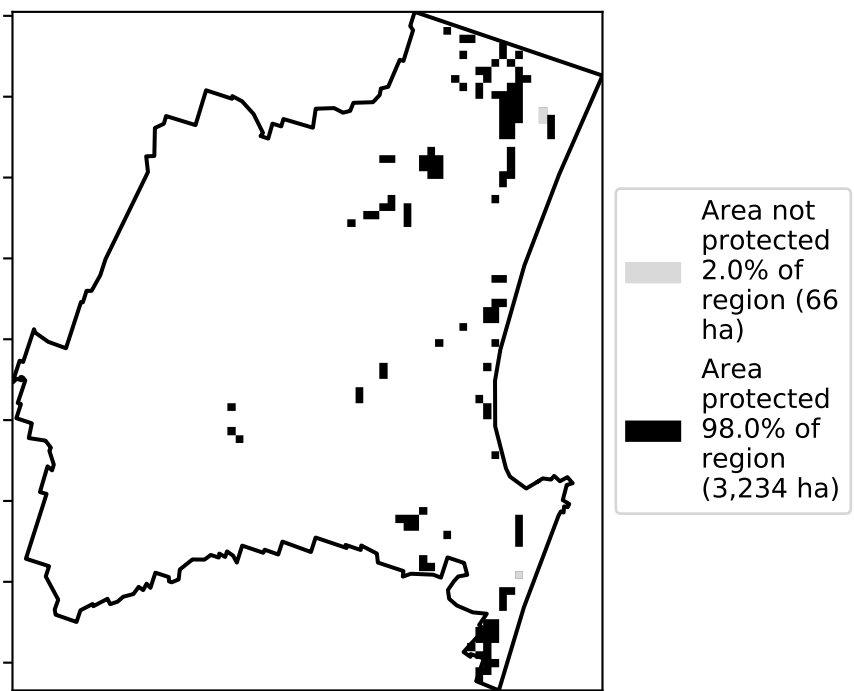 Area not
protected
2.0% of
region (66
ha)
Area
protected
98.0% of
region
(3,234 ha)